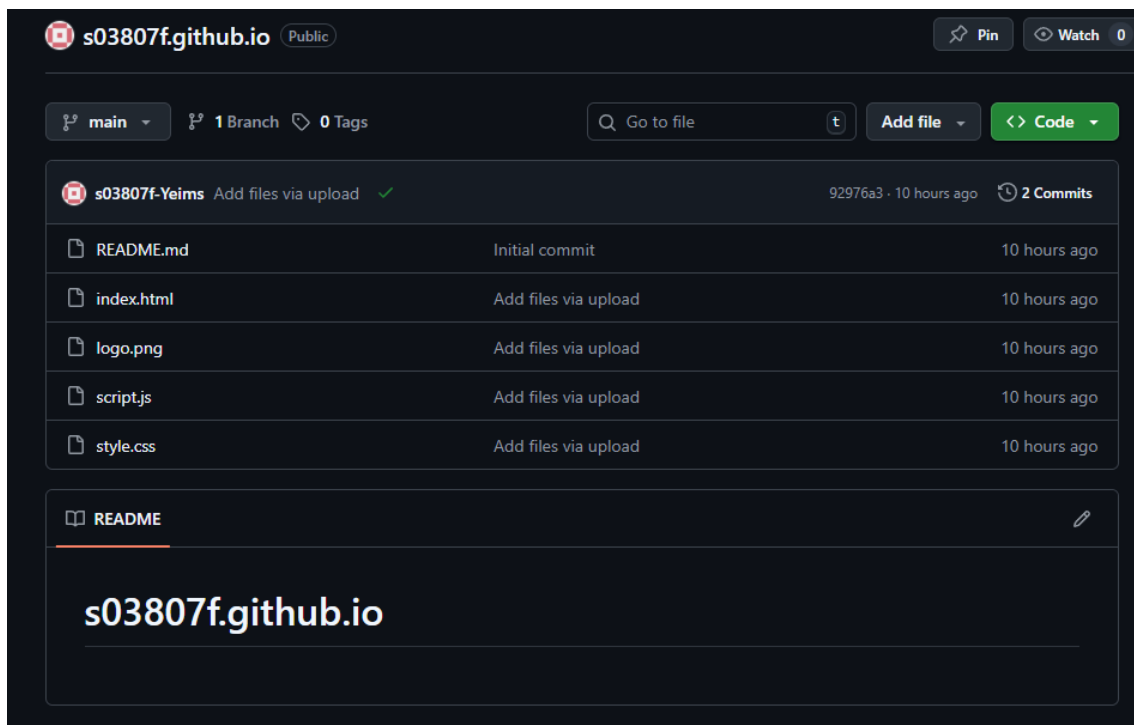 s03807f.github.io Public Pin Watch 0
main 1 Branch 0 Tags Go to file t Add file Code
s03807f-Yeims Add files via upload 92976a3 · 10 hours ago 2 Commits
README.md Initial commit 10 hours ago
index.html Add files via upload 10 hours ago
logo.png Add files via upload 10 hours ago
script.js Add files via upload 10 hours ago
style.css Add files via upload 10 hours ago
README
s03807f.github.io